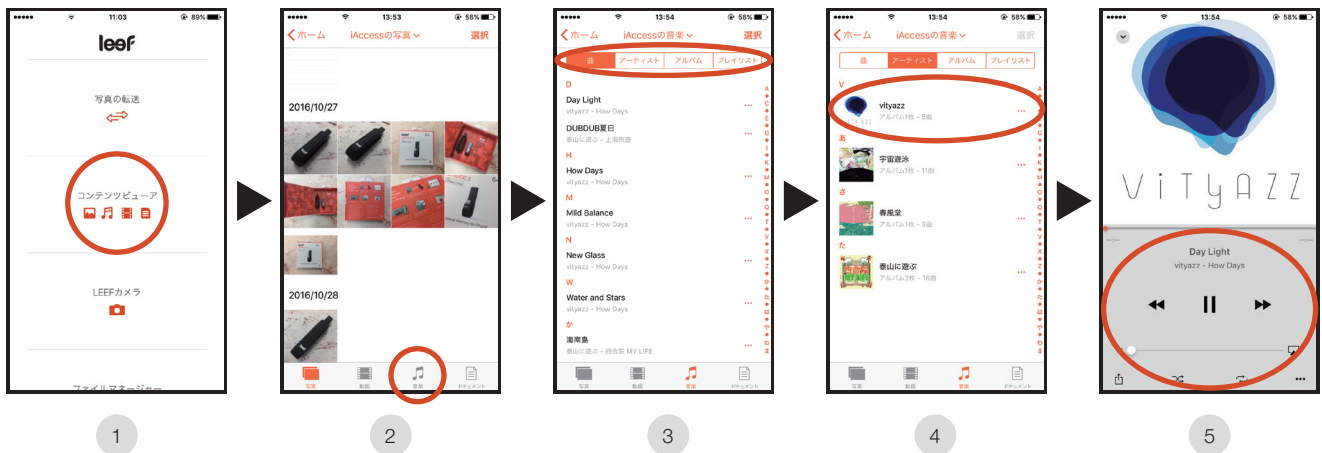 11:03
89%
leef
写真の転送
コンテンツビューア
LEEFカメラ
ファイルマネージャー
1
13:53
58%
ホーム
iAccessの写真
選択
2016/10/27
2016/10/28
写真
動画
音楽
ドキュメント
2
13:54
58%
ホーム
iAccessの音楽
選択
曲
アーティスト
アルバム
プレイリスト
D
Day Light
vityazz - How Days
DUBDUB夏日
泰山に遊ぶ - 上海旅遊
H
How Days
vityazz - How Days
M
Mild Balance
vityazz - How Days
N
New Glass
vityazz - How Days
W
Water and Stars
vityazz - How Days
か
海南島
泰山に遊ぶ - 四合院 MY LIFE
写真
動画
音楽
ドキュメント
3
13:54
58%
ホーム
iAccessの音楽
選択
曲
アーティスト
アルバム
プレイリスト
V
vityazz
アルバム1枚 - 5曲
あ
宇宙遊泳
アルバム1枚 - 11曲
さ
春風堂
アルバム1枚 - 3曲
た
泰山に遊ぶ
アルバム2枚 - 16曲
写真
動画
音楽
ドキュメント
4
13:54
58%
ViTyAZZ
Day Light
vityazz - How Days
5